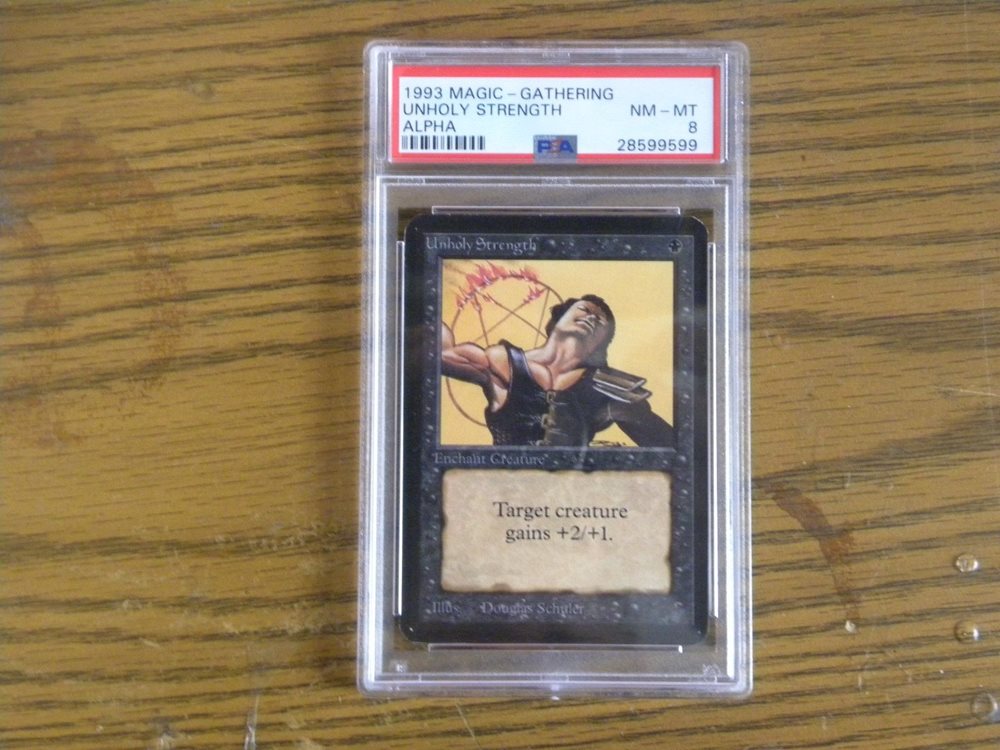 1993 MAGIC - GATHERING
UNHOLY STRENGTH NM - MT
ALPHA 8
PSA 28599599
Unholy Strength
Enchant Creature
Target creature
gains +2/+1.
Illus. Douglas Schuler